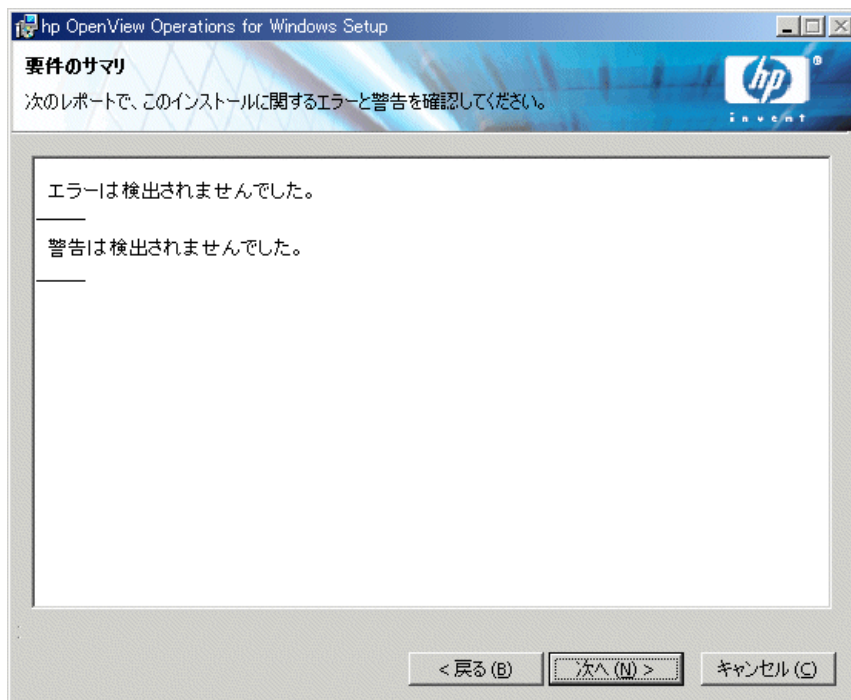 hp OpenView Operations for Windows Setup
要件のサマリ
次のレポートで、このインストールに関するエラーと警告を確認してください。
hp
®
invent
エラーは検出されませんでした。
警告は検出されませんでした。
< 戻る(B)
次へ(N) >
キャンセル(C)